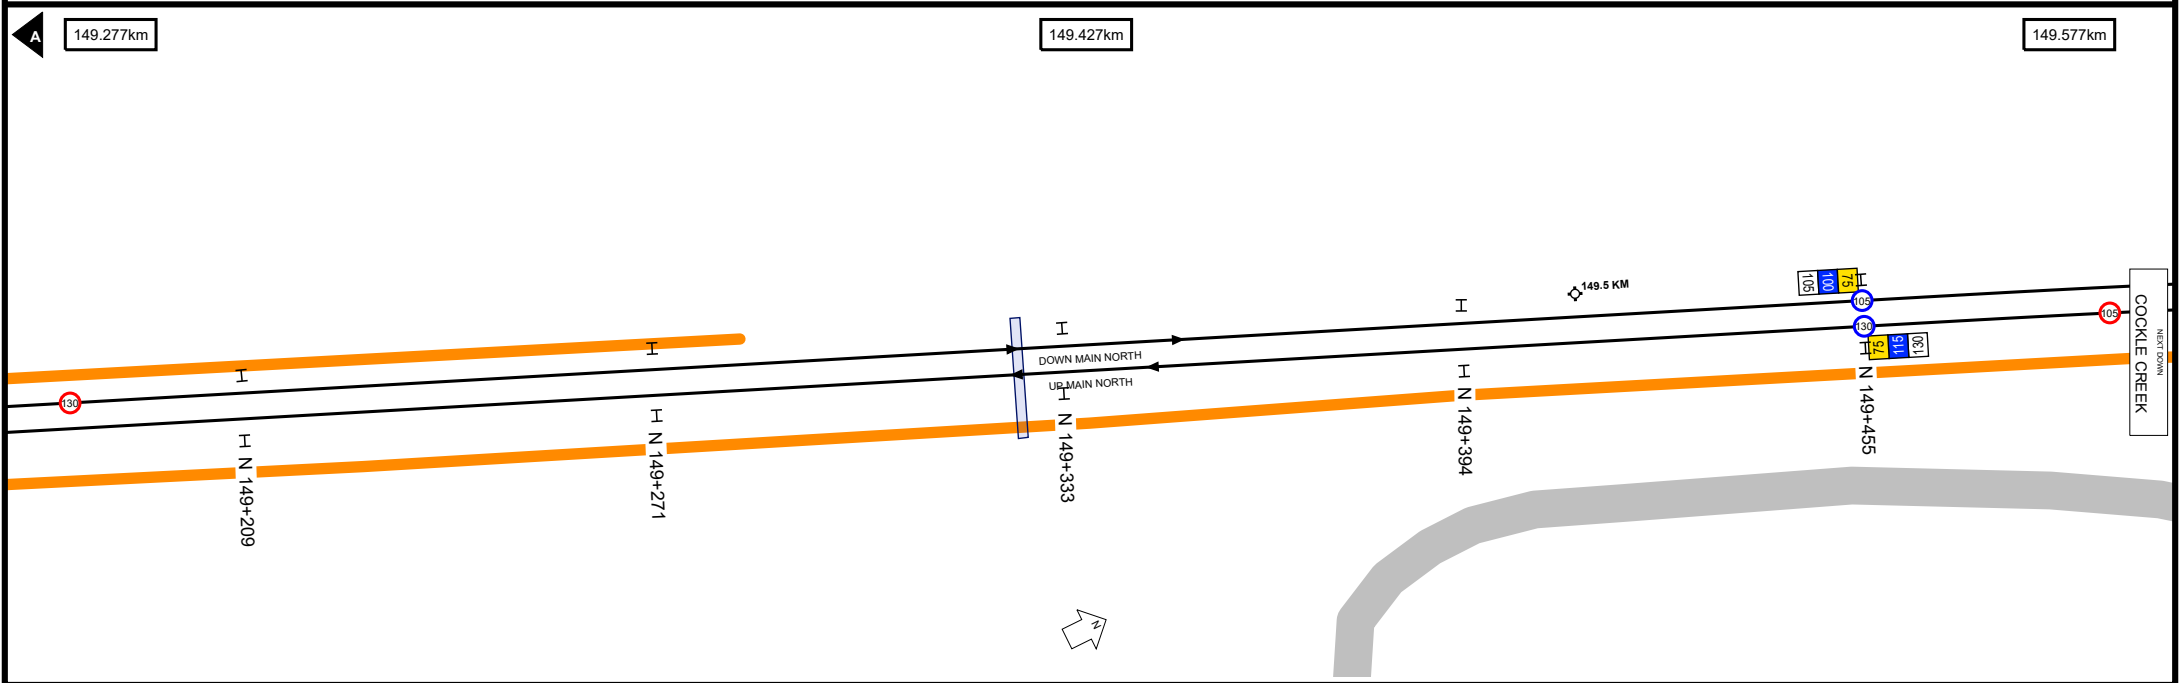 A
149.277km
149.427km
149.577km
149.5 KM
105 100 75
105
130
75 115 130
105
COCKLE CREEK
NEXT DOWN
DOWN MAIN NORTH
UP MAIN NORTH
130
H
H
H
H
H
H N 149+209
H N 149+271
H N 149+333
H N 149+394
H N 149+455
N